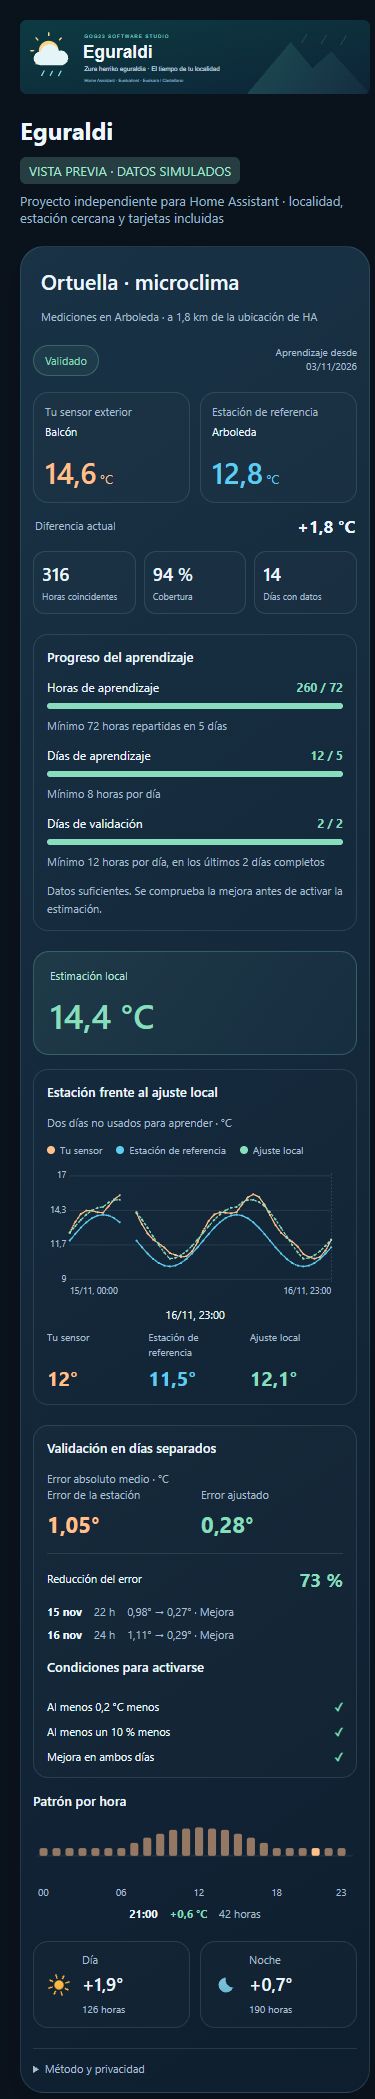 GOG23 SOFTWARE STUDIO
Eguraldi
Zure herriko eguraldia · El tiempo de tu localidad
Home Assistant · Euskalmet · Euskara / Castellano
Eguraldi
VISTA PREVIA · DATOS SIMULADOS
Proyecto independiente para Home Assistant · localidad,
estación cercana y tarjetas incluidas
Ortuella · microclima
Mediciones en Arboleda · a 1,8 km de la ubicación de HA
Validado
Aprendizaje desde
03/11/2026
Tu sensor exterior
Balcón
14,6 °C
Estación de referencia
Arboleda
12,8 °C
Diferencia actual
+1,8 °C
316
Horas coincidentes
94 %
Cobertura
14
Días con datos
Progreso del aprendizaje
Horas de aprendizaje 260 / 72
Mínimo 72 horas repartidas en 5 días
Días de aprendizaje 12 / 5
Mínimo 8 horas por día
Días de validación 2 / 2
Mínimo 12 horas por día, en los últimos 2 días completos
Datos suficientes. Se comprueba la mejora antes de activar la
estimación.
Estimación local
14,4 °C
Estación frente al ajuste local
Dos días no usados para aprender · °C
Tu sensor Estación de referencia Ajuste local
17
14,3
11,7
9
15/11, 00:00 16/11, 23:00
16/11, 23:00
Tu sensor
12°
Estación de
referencia
11,5°
Ajuste local
12,1°
Validación en días separados
Error absoluto medio · °C
Error de la estación
1,05°
Error ajustado
0,28°
Reducción del error 73 %
15 nov 22 h 0,98° → 0,27° · Mejora
16 nov 24 h 1,11° → 0,29° · Mejora
Condiciones para activarse
Al menos 0,2 °C menos ✓
Al menos un 10 % menos ✓
Mejora en ambos días ✓
Patrón por hora
00 06 12 18 23
21:00 +0,6 °C 42 horas
Día
+1,9°
126 horas
Noche
+0,7°
190 horas
▶ Método y privacidad